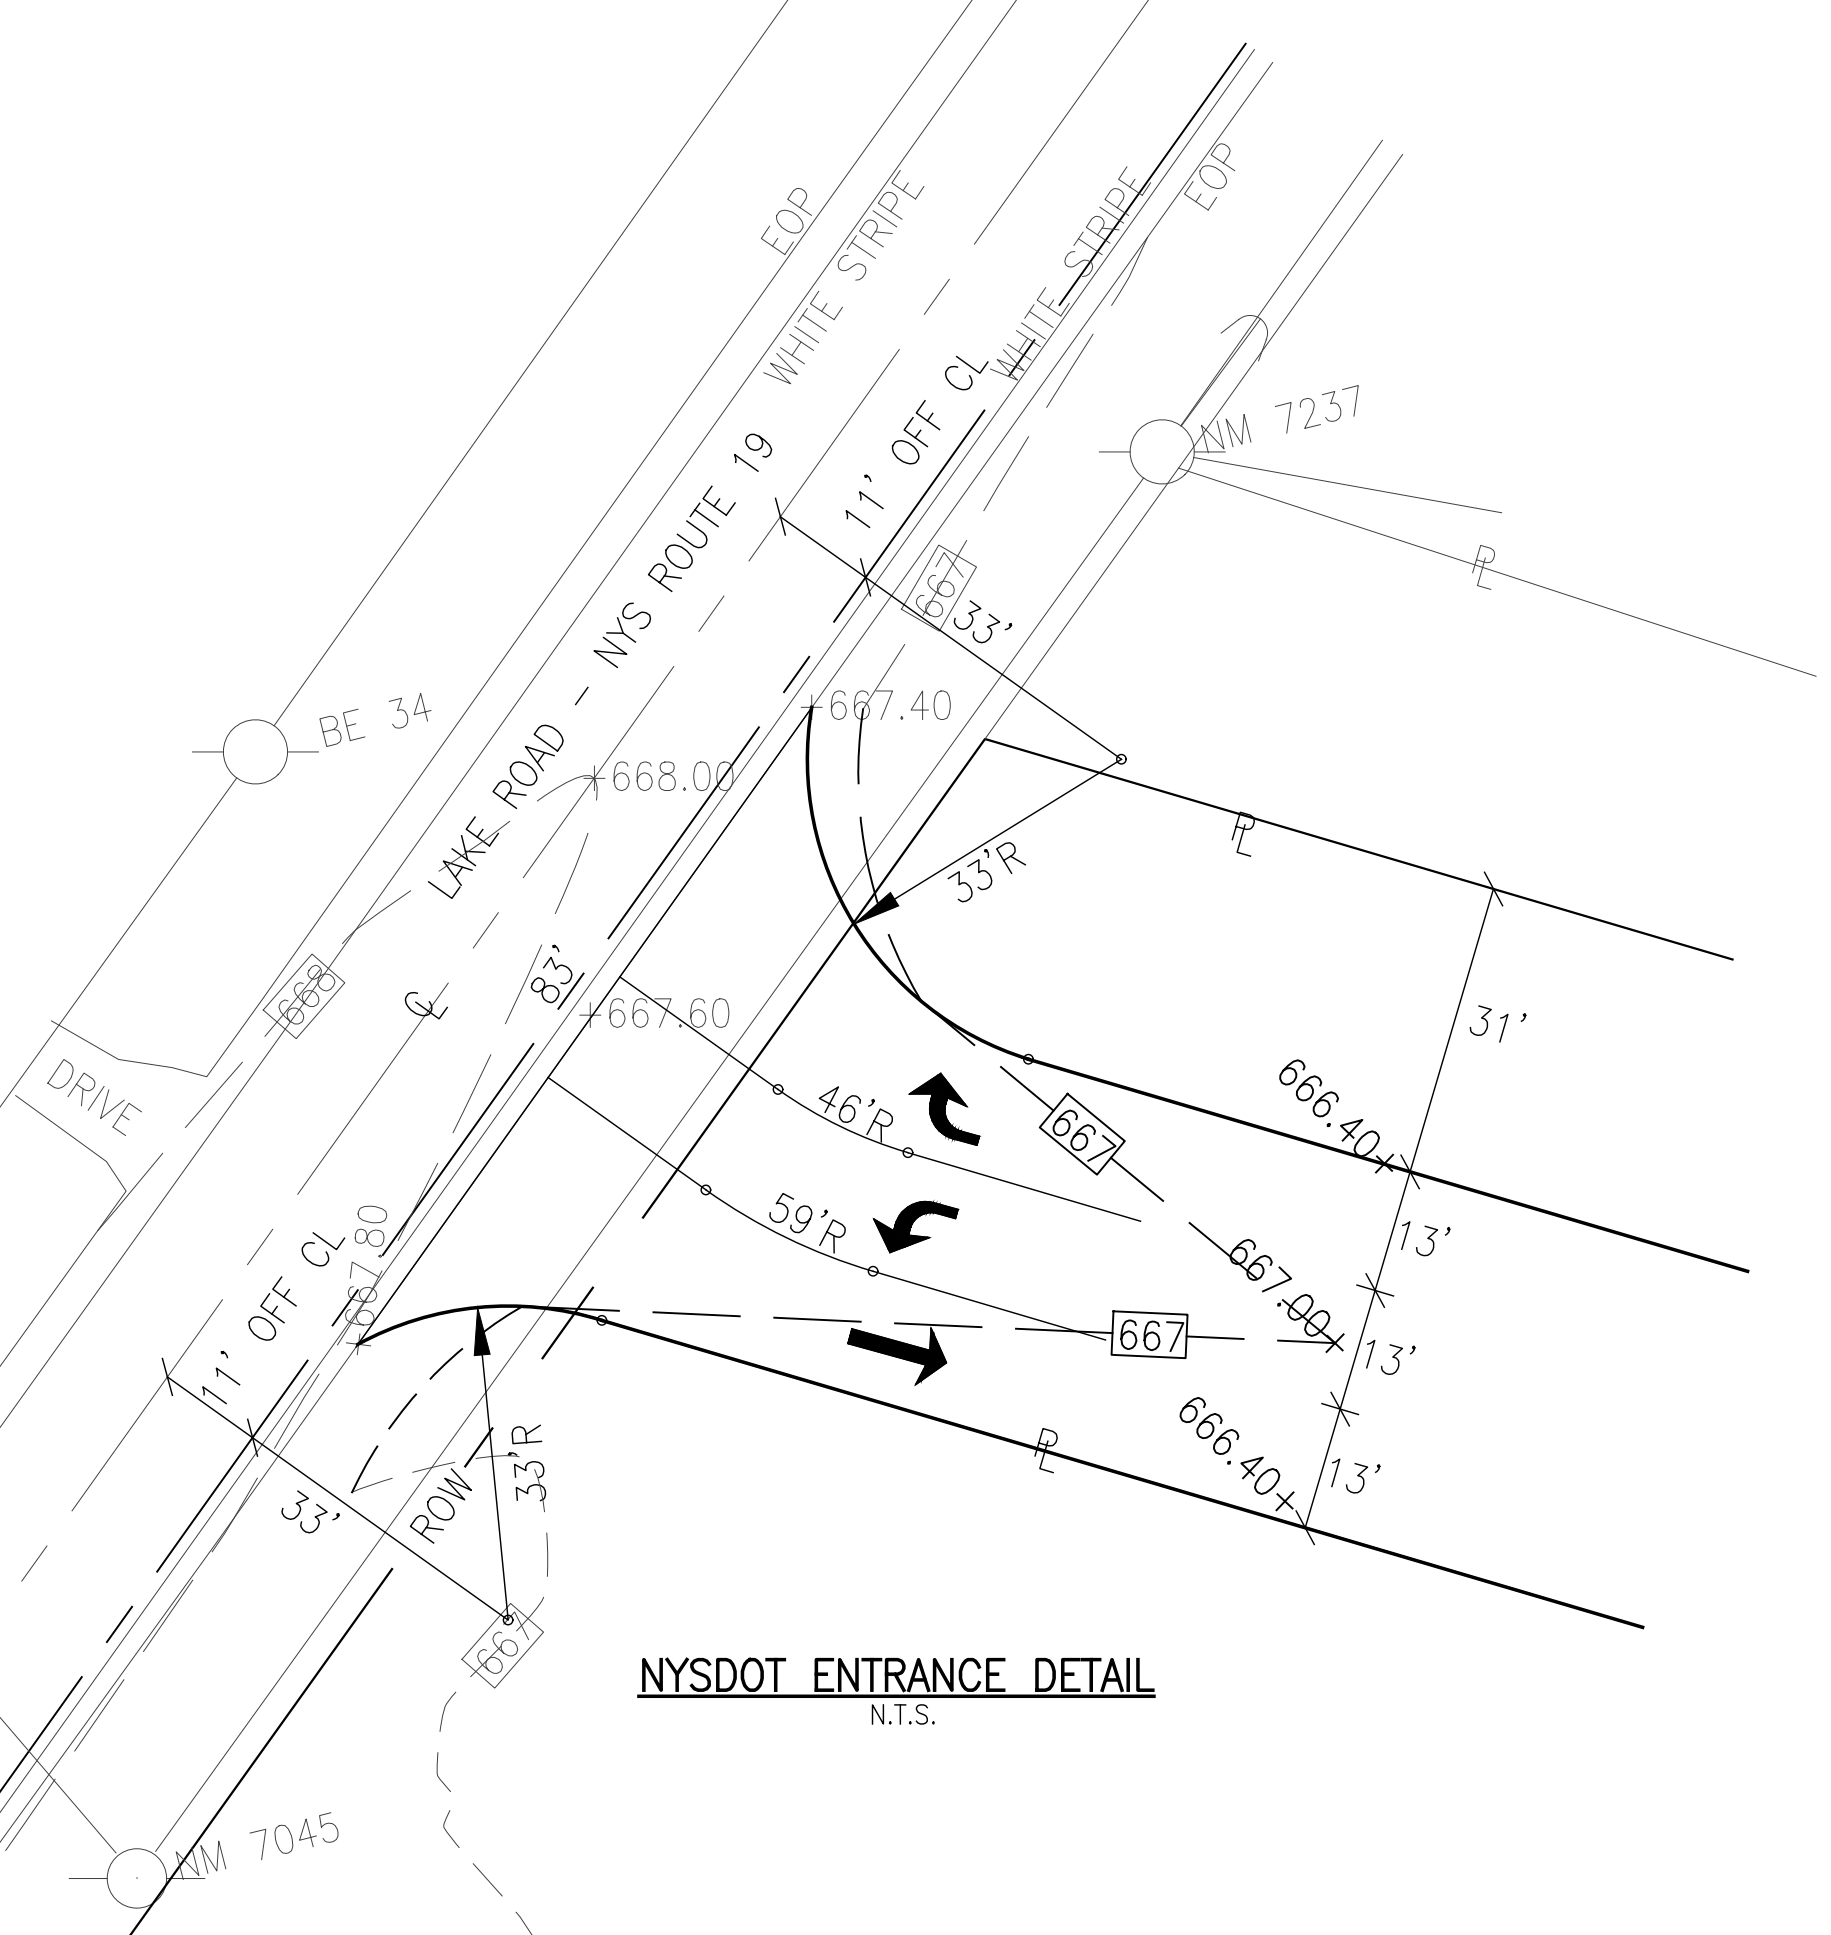 EOP
WHITE STRIPE
WHITE STRIPE
EOP
NM 7237
11' OFF CL
LAKE ROAD - NYS ROUTE 19
667
33'
PL
BE 34
667.40
668.00
PL
33'R
83'
668
CL
667.60
31'
DRIVE
46'R
667
666.40
59'R
13'
667.00
667.80
11' OFF CL
667
13'
666.40
PL
13'
33'R
33'
ROW
667
NYSDOT ENTRANCE DETAIL
N.T.S.
NM 7045